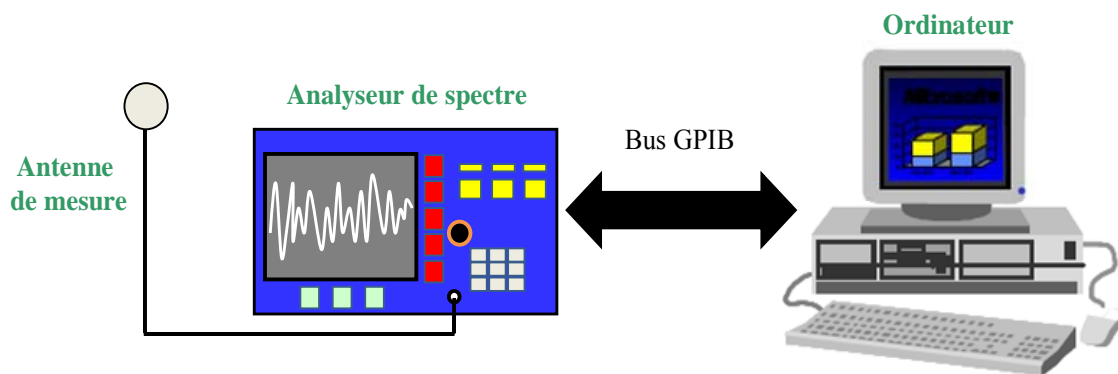 Ordinateur
Analyseur de spectre
Bus GPIB
Antenne
de mesure